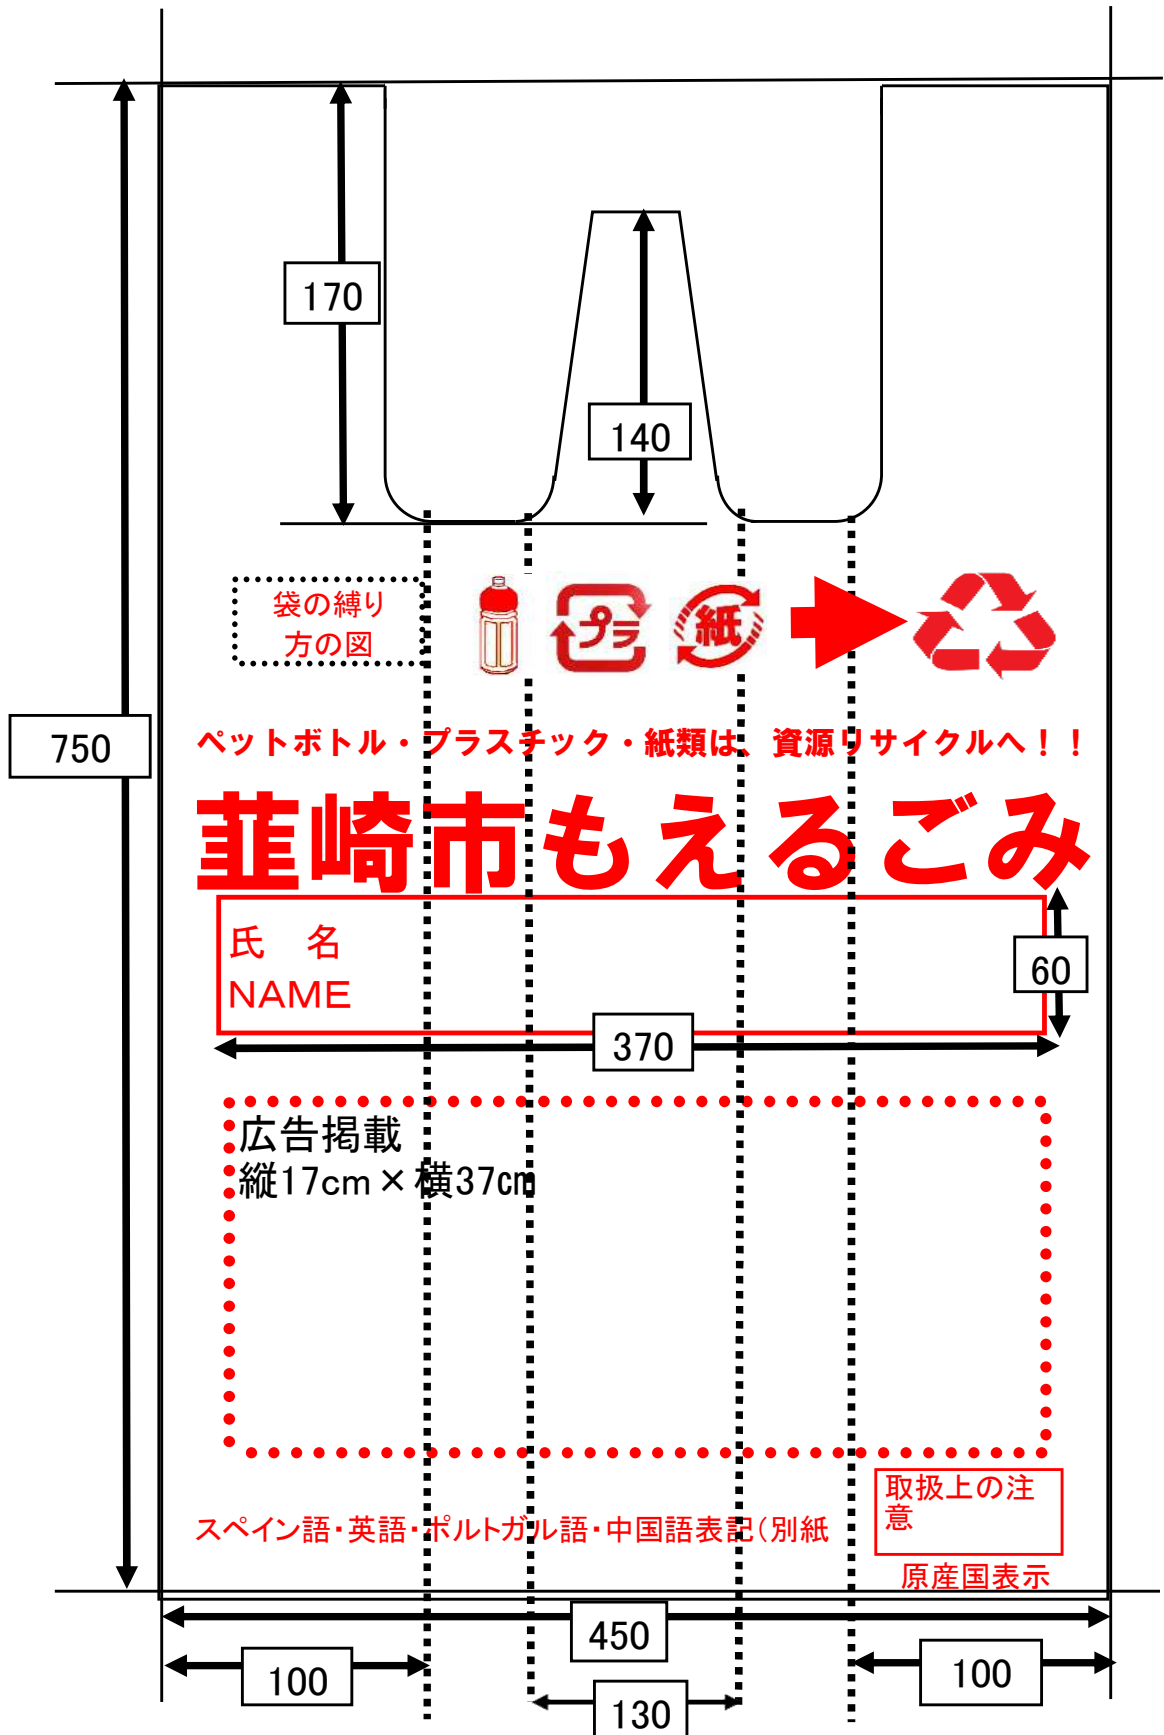 170
140
袋の縛り
方の図
プラ
紙
750
ペットボトル・プラスチック・紙類は、資源リサイクルへ！！
韮崎市もえるごみ
氏　名
NAME
60
370
広告掲載
縦17cm×横37cm
取扱上の注
意
スペイン語・英語・ポルトガル語・中国語表記(別紙
原産国表示
450
100
100
130